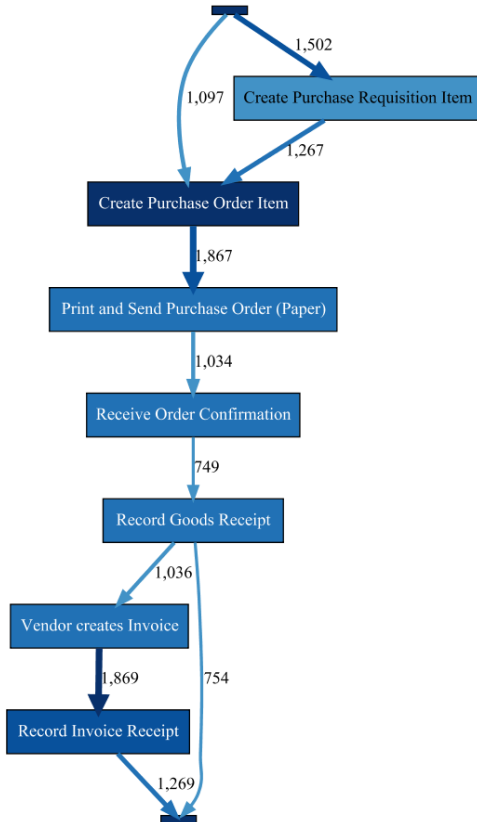 1,502
1,097
Create Purchase Requisition Item
1,267
Create Purchase Order Item
1,867
Print and Send Purchase Order (Paper)
1,034
Receive Order Confirmation
749
Record Goods Receipt
1,036
Vendor creates Invoice
1,869
754
Record Invoice Receipt
1,269